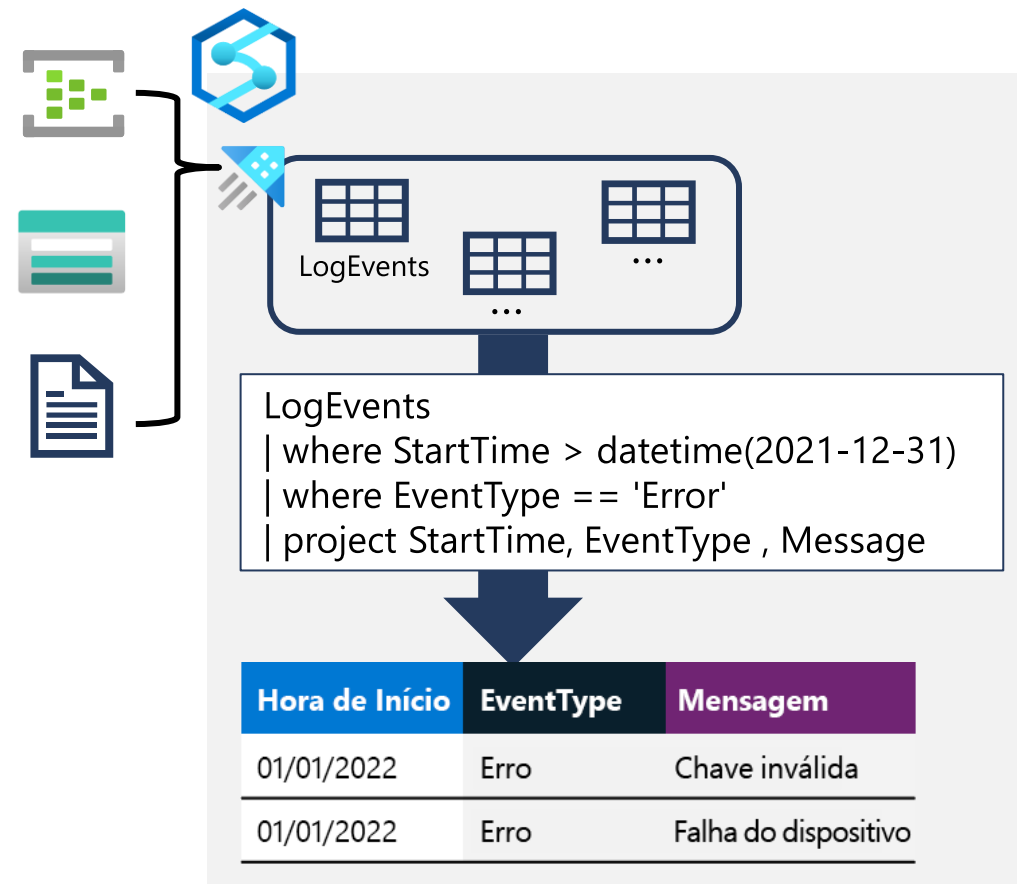 LogEvents
...
...
LogEvents
| where StartTime > datetime(2021-12-31)
| where EventType == 'Error'
| project StartTime, EventType , Message
Hora de Início EventType Mensagem
01/01/2022 Erro Chave inválida
01/01/2022 Erro Falha do dispositivo